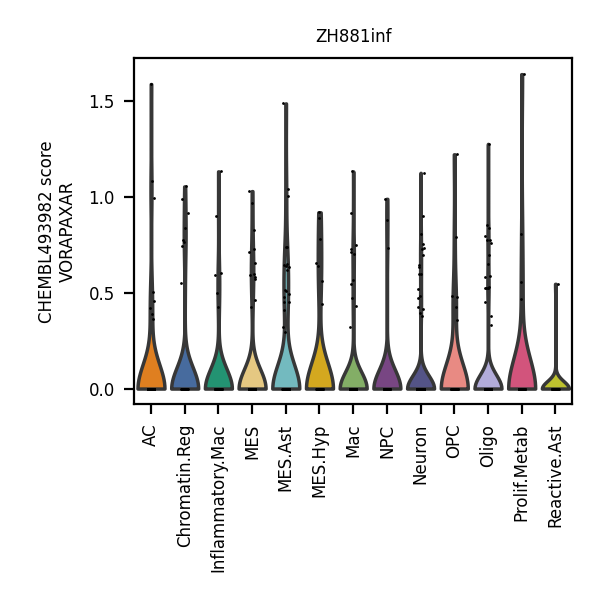 ZH881inf
CHEMBL493982 score
VORAPAXAR
1.5
1.0
0.5
0.0
AC
Chromatin.Reg
Inflammatory.Mac
MES
MES.Ast
MES.Hyp
Mac
NPC
Neuron
OPC
Oligo
Prolif.Metab
Reactive.Ast